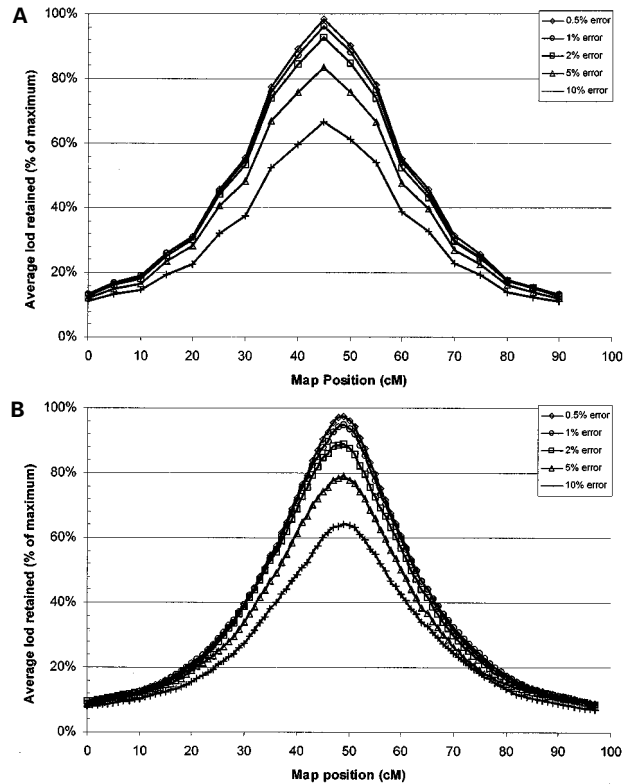 A
100%
80%
60%
40%
20%
0%
Average lod retained (% of maximum)
0 10 20 30 40 50 60 70 80 90 100
Map Position (cM)
0.5% error
1% error
2% error
5% error
10% error
B
100%
80%
60%
40%
20%
0%
Average lod retained (% of maximum)
0 10 20 30 40 50 60 70 80 90 100
Map position (cM)
0.5% error
1% error
2% error
5% error
10% error